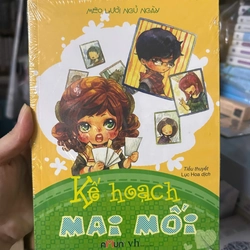 MÈO LƯỜI NGỦ NGÀY
Tiểu thuyết
Lục Hoa dịch
Kế hoạch
MAI MỐI